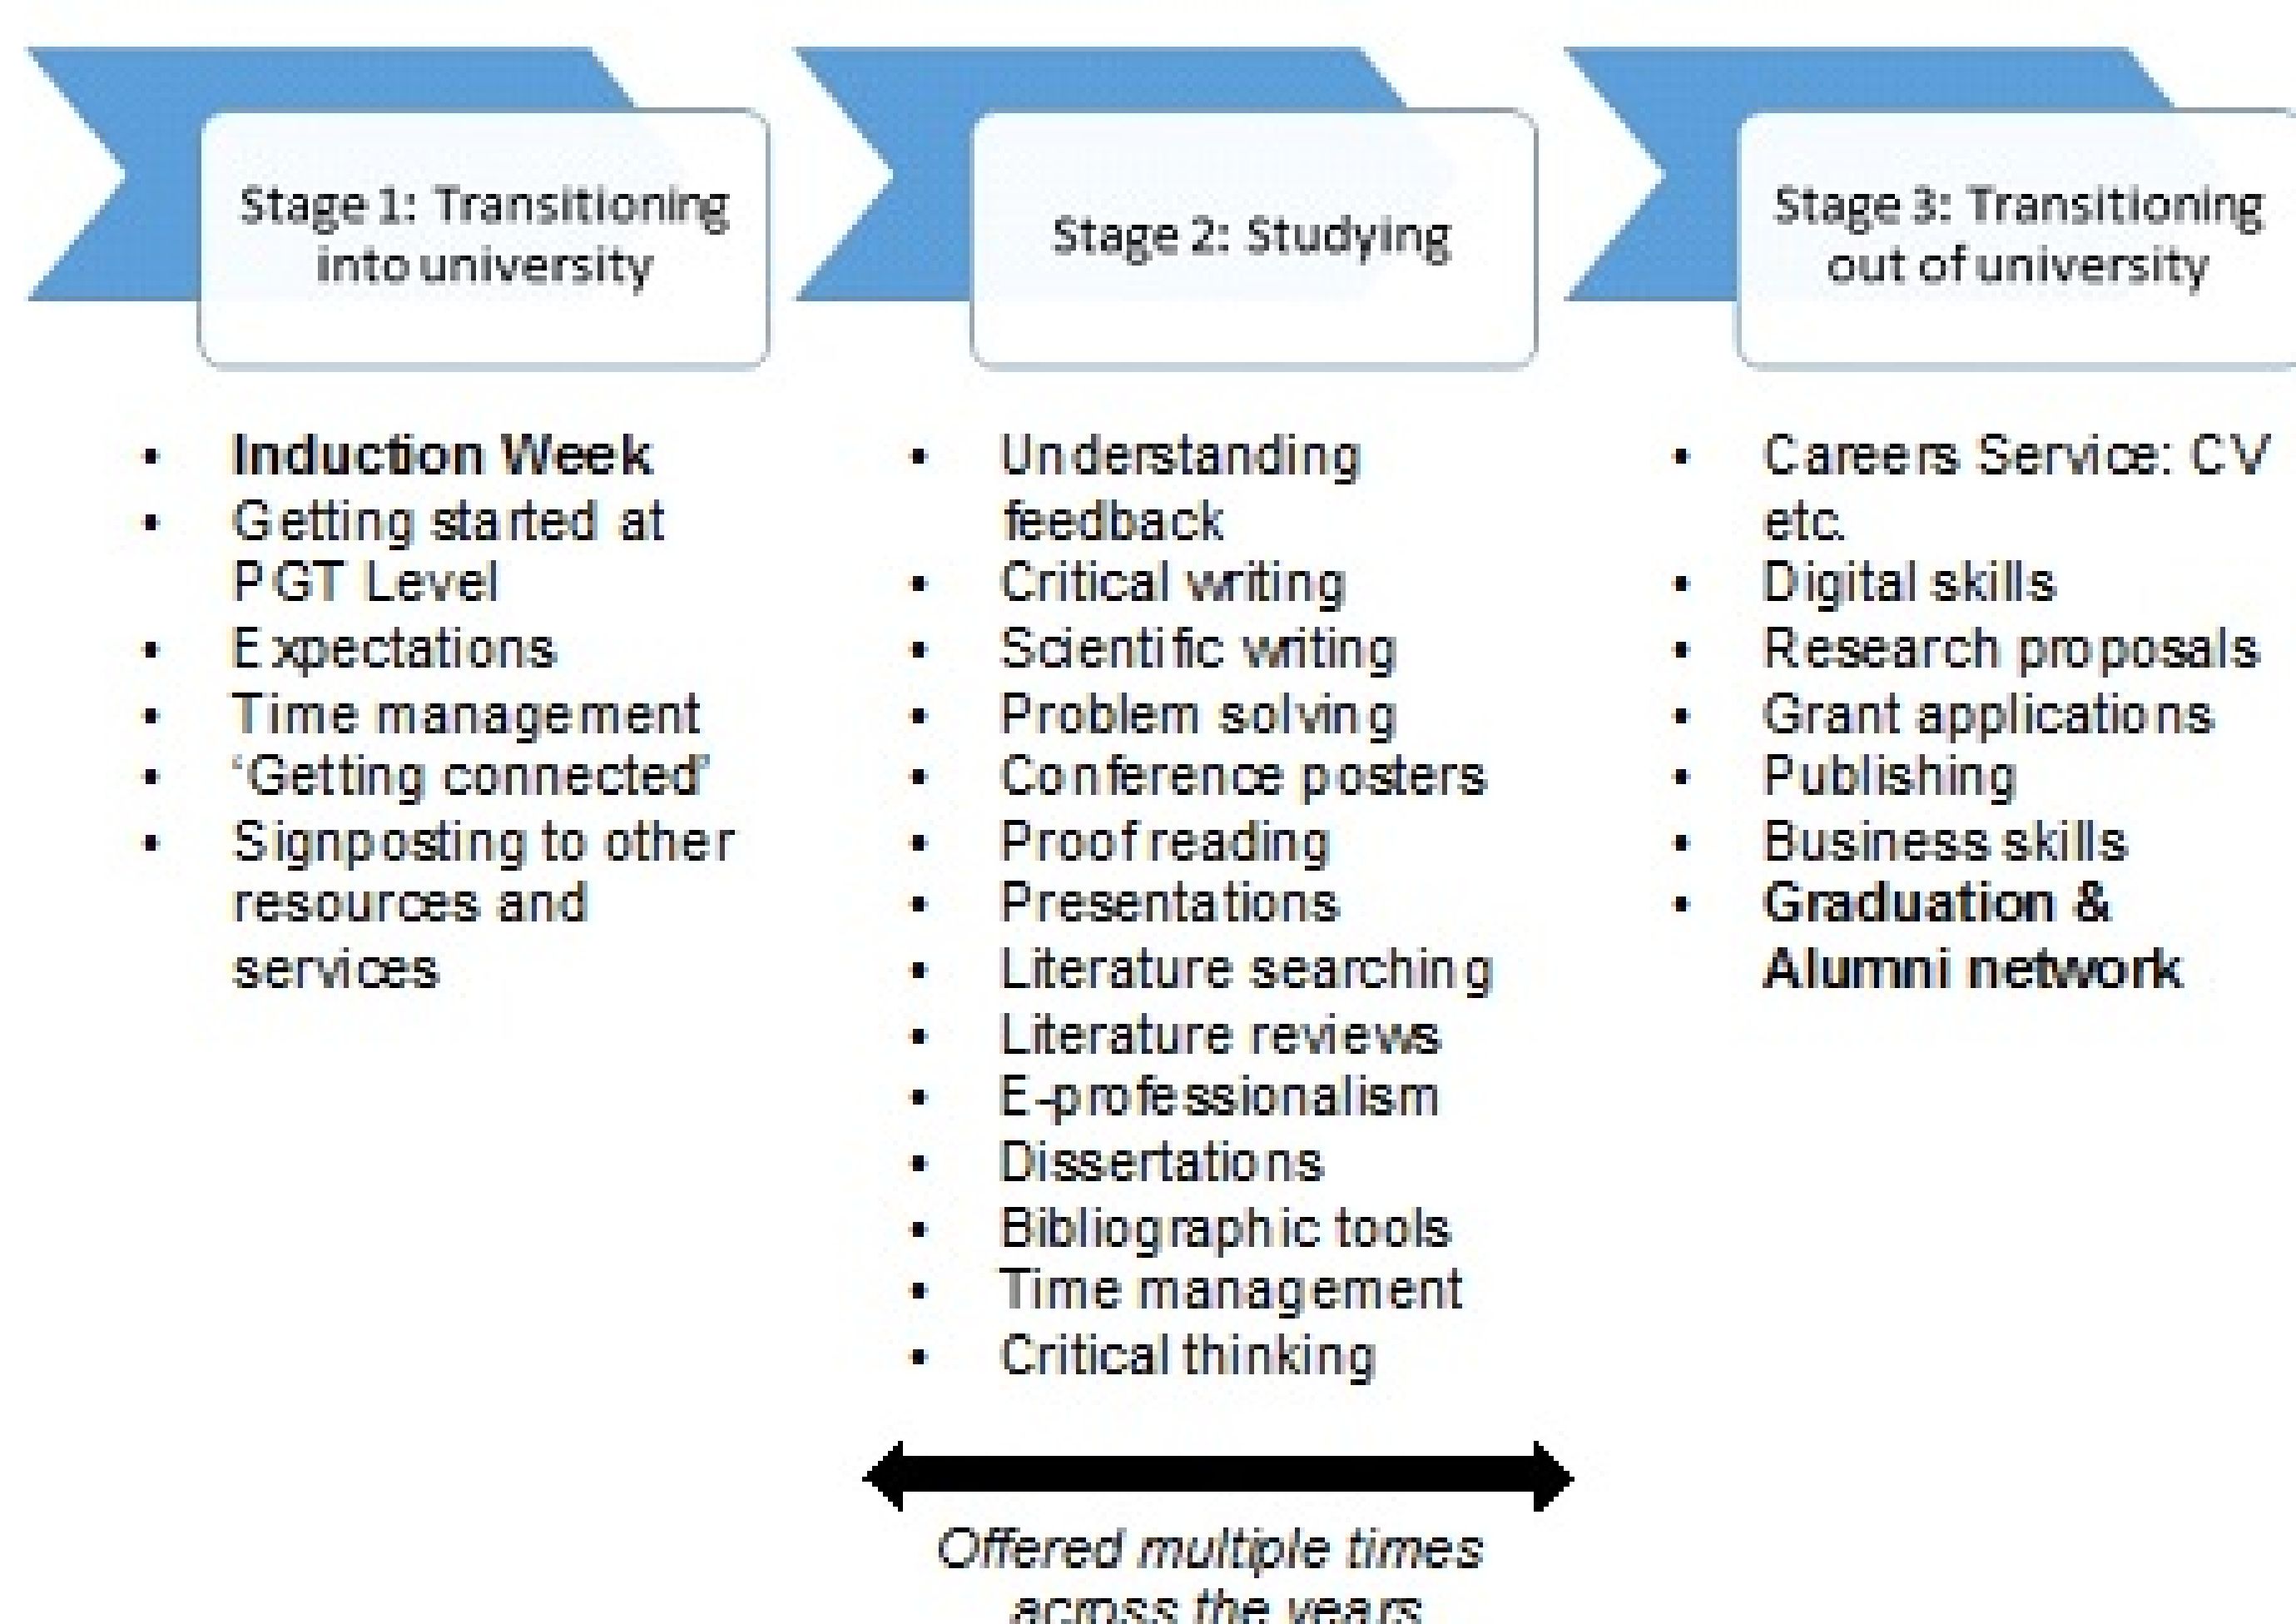 Stage 1: Transitioning
into university
Stage 2: Studying
Stage 3: Transitioning
out of university
• Induction Week
• Getting started at
PGT Level
• Expectations
• Time management
• ‘Getting connected’
• Signposting to other
resources and
services
• Understanding
feedback
• Critical writing
• Scientific writing
• Problem solving
• Conference posters
• Proof reading
• Presentations
• Literature searching
• Literature reviews
• E-professionalism
• Dissertations
• Bibliographic tools
• Time management
• Critical thinking
Offered multiple times
across the years
• Careers Service: CV
etc.
• Digital skills
• Research proposals
• Grant applications
• Publishing
• Business skills
• Graduation &
Alumni network